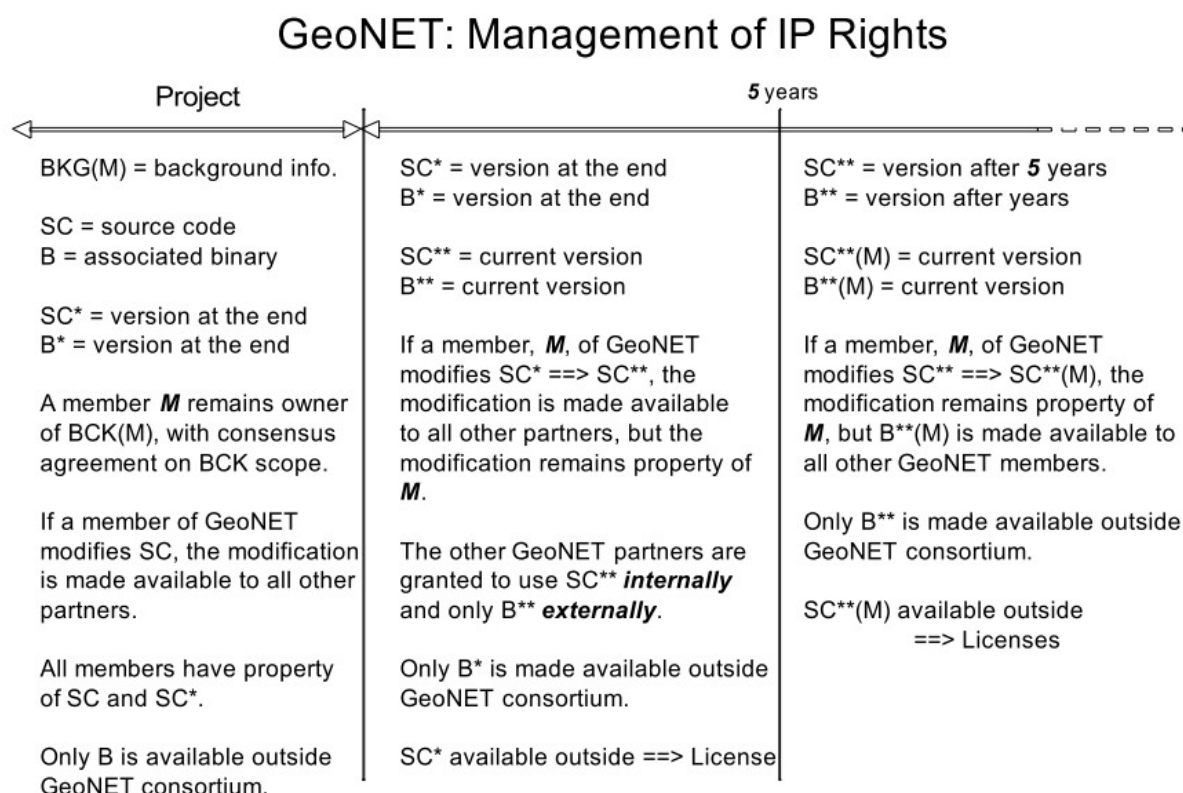 GeoNET: Management of IP Rights
Project
5 years
BKG(M) = background info.
SC = source code
B = associated binary
SC* = version at the end
B* = version at the end
A member M remains owner
of BCK(M), with consensus
agreement on BCK scope.
If a member of GeoNET
modifies SC, the modification
is made available to all other
partners.
All members have property
of SC and SC*.
Only B is available outside
GeoNET consortium.
SC* = version at the end
B* = version at the end
SC** = current version
B** = current version
If a member, M, of GeoNET
modifies SC* ==> SC**, the
modification is made available
to all other partners, but the
modification remains property of
M.
The other GeoNET partners are
granted to use SC** internally
and only B** externally.
Only B* is made available outside
GeoNET consortium.
SC* available outside ==> License
SC** = version after 5 years
B** = version after years
SC**(M) = current version
B**(M) = current version
If a member, M, of GeoNET
modifies SC** ==> SC**(M), the
modification remains property of
M, but B**(M) is made available to
all other GeoNET members.
Only B** is made available outside
GeoNET consortium.
SC**(M) available outside
==> Licenses